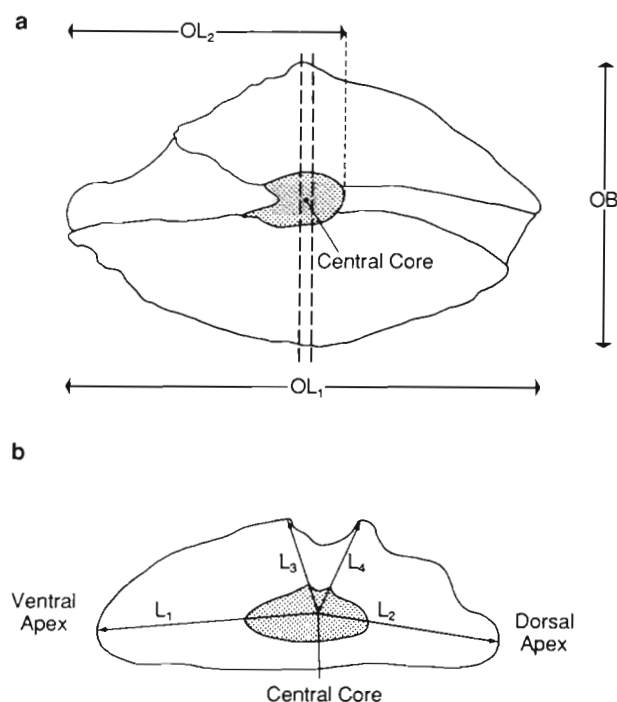 a
OL₂
OB
Central Core
OL₁
b
L₃
L₄
Ventral
Apex
L₁
L₂
Dorsal
Apex
Central Core